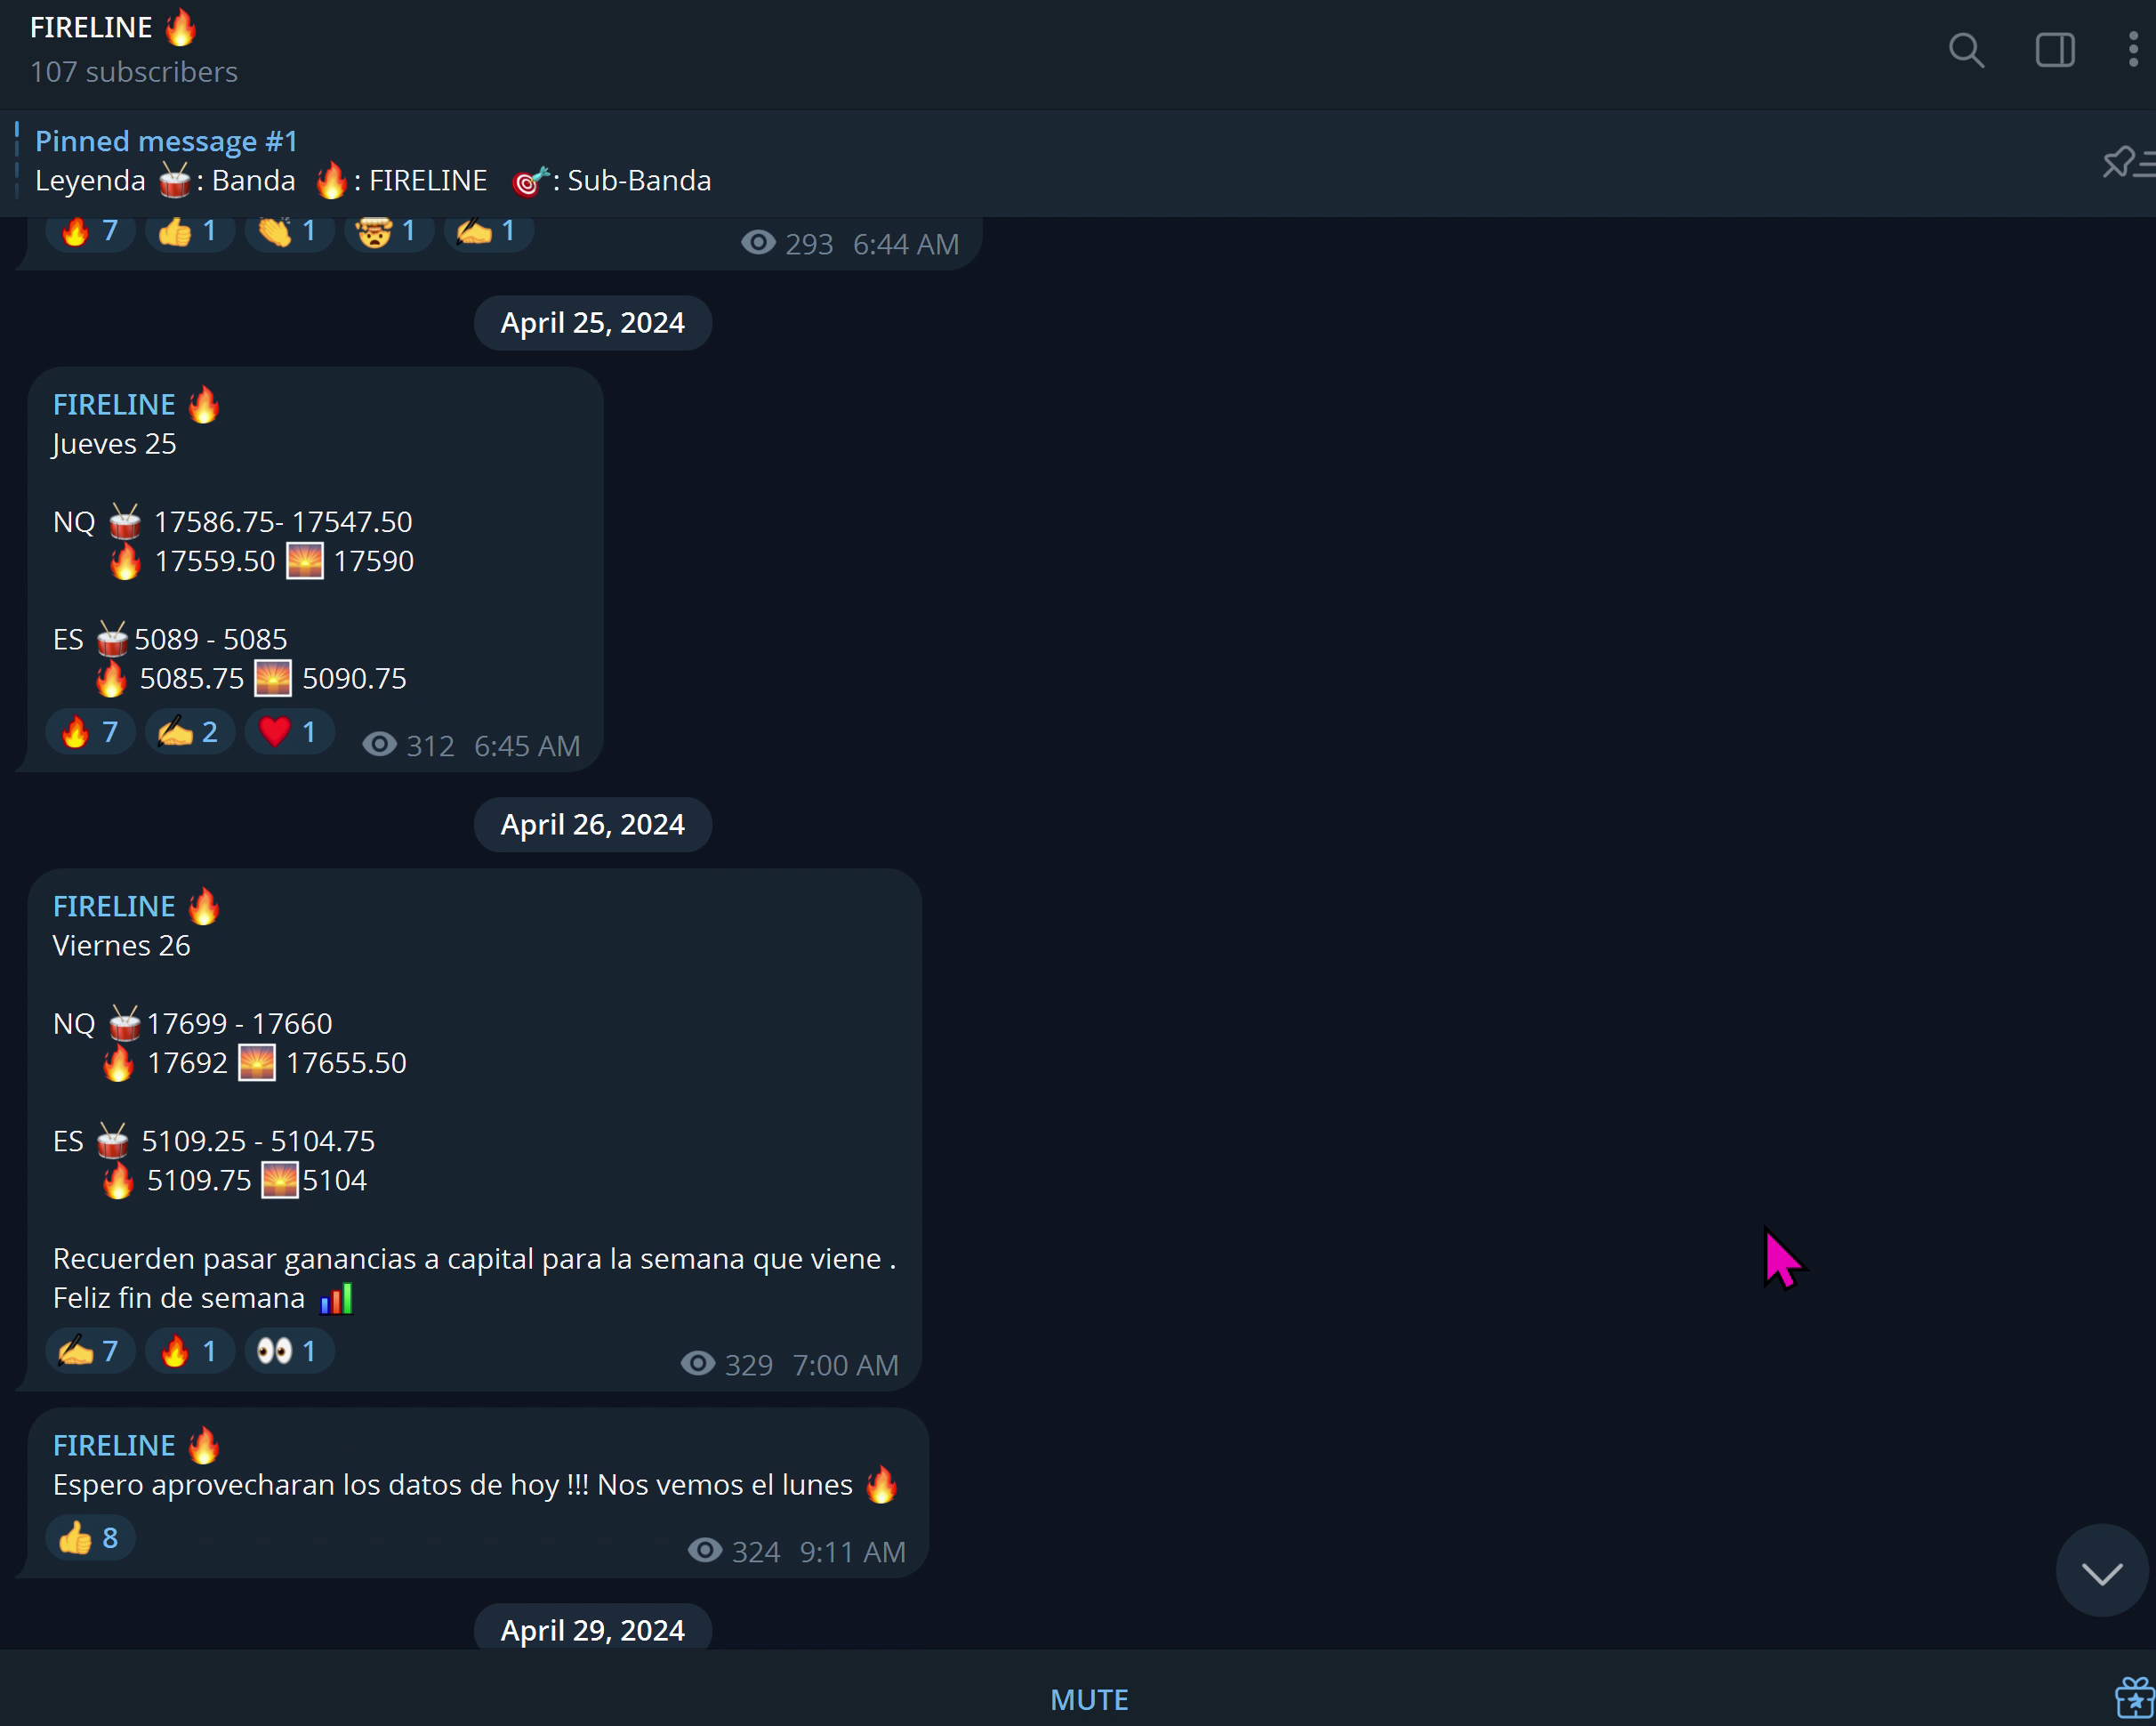 FIRELINE 🔥
107 subscribers
Pinned message #1
Leyenda 🥁: Banda 🔥: FIRELINE 🎯: Sub-Banda
🔥 7 👍 1 👏 1 🤯 1 ✍️ 1 293 6:44 AM
April 25, 2024
FIRELINE 🔥
Jueves 25
NQ 🥁 17586.75- 17547.50
🔥 17559.50 🌅 17590
ES 🥁5089 - 5085
🔥 5085.75 🌅 5090.75
🔥 7 ✍️ 2 ❤️ 1 312 6:45 AM
April 26, 2024
FIRELINE 🔥
Viernes 26
NQ 🥁17699 - 17660
🔥 17692 🌅 17655.50
ES 🥁 5109.25 - 5104.75
🔥 5109.75 🌅5104
Recuerden pasar ganancias a capital para la semana que viene .
Feliz fin de semana 📊
✍️ 7 🔥 1 👀 1 329 7:00 AM
FIRELINE 🔥
Espero aprovecharan los datos de hoy !!! Nos vemos el lunes 🔥
👍 8 324 9:11 AM
April 29, 2024
MUTE